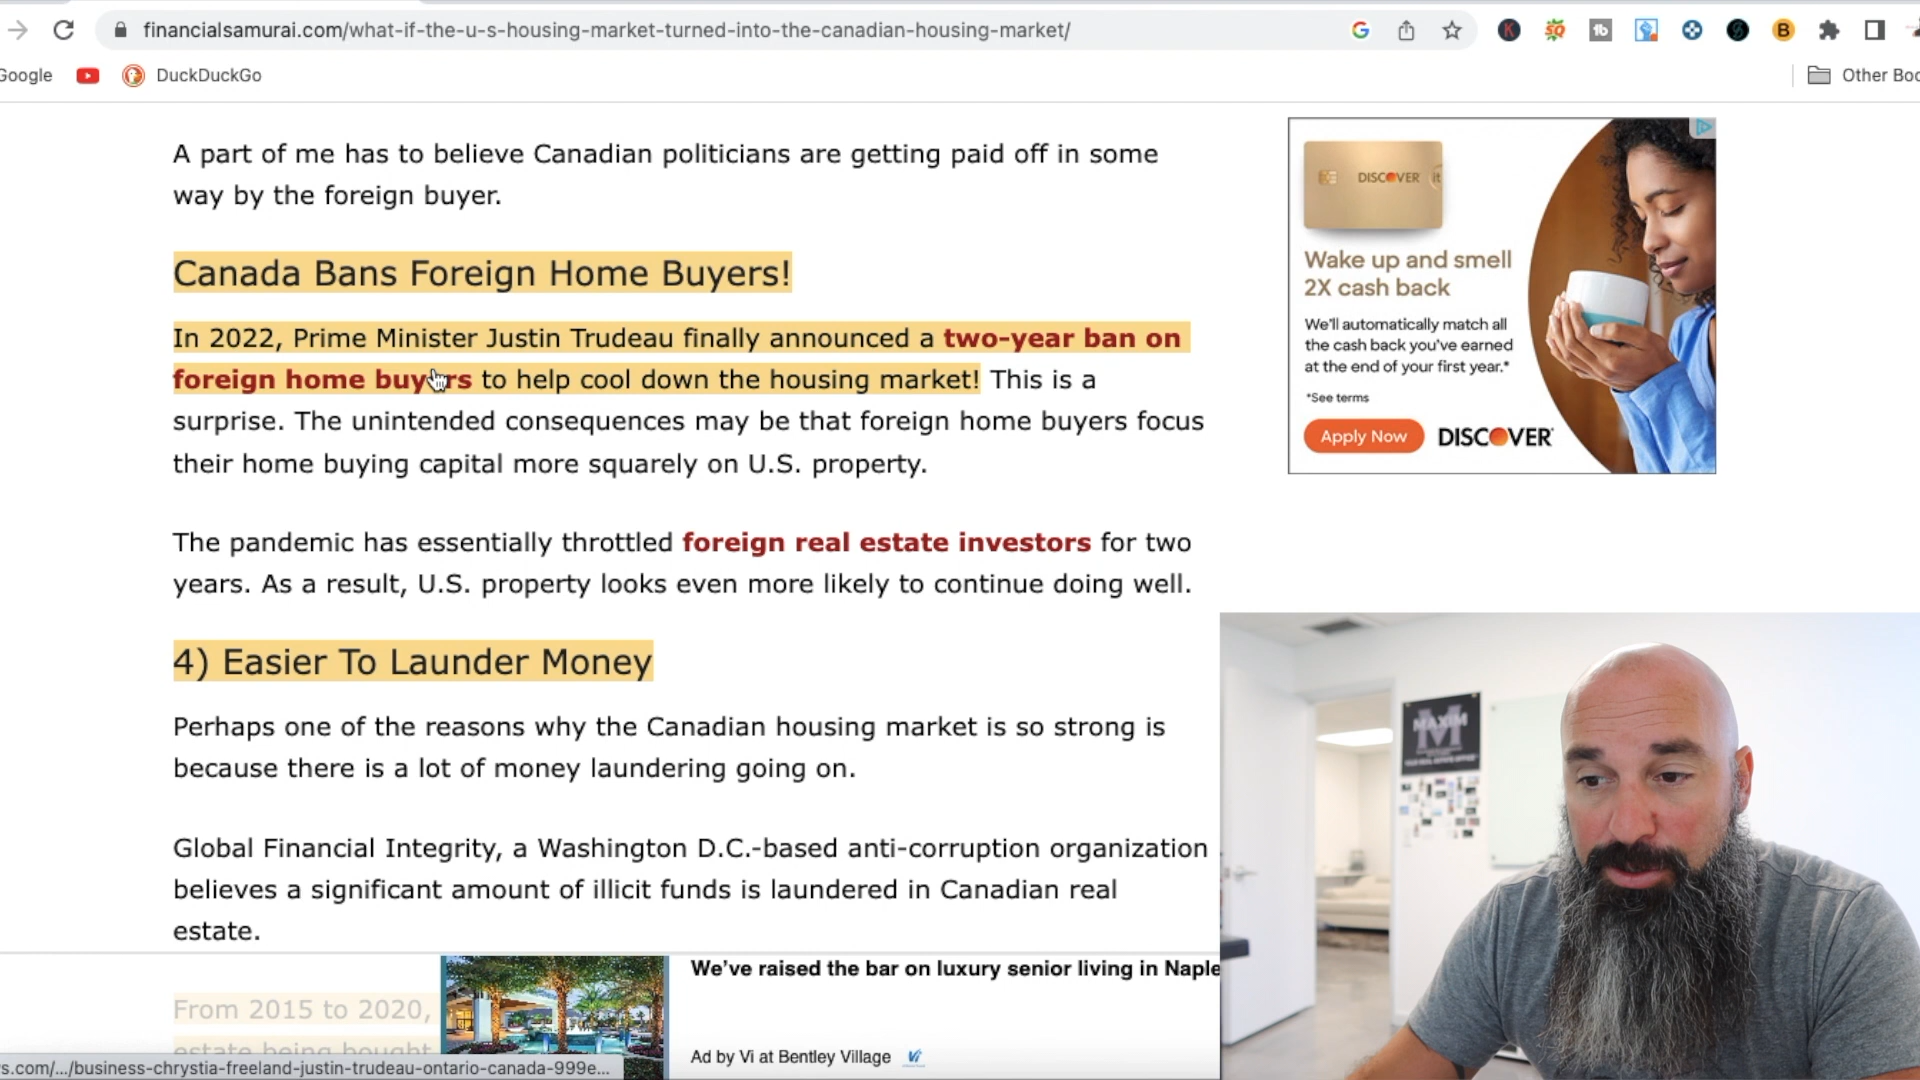 financialsamurai.com/what-if-the-u-s-housing-market-turned-into-the-canadian-housing-market/
Google
DuckDuckGo
Other Boo
A part of me has to believe Canadian politicians are getting paid off in some
way by the foreign buyer.
Canada Bans Foreign Home Buyers!
In 2022, Prime Minister Justin Trudeau finally announced a two-year ban on
foreign home buyers to help cool down the housing market! This is a
surprise. The unintended consequences may be that foreign home buyers focus
their home buying capital more squarely on U.S. property.
The pandemic has essentially throttled foreign real estate investors for two
years. As a result, U.S. property looks even more likely to continue doing well.
4) Easier To Launder Money
Perhaps one of the reasons why the Canadian housing market is so strong is
because there is a lot of money laundering going on.
Global Financial Integrity, a Washington D.C.-based anti-corruption organization
believes a significant amount of illicit funds is laundered in Canadian real
estate.
From 2015 to 2020,
estate being bought
We've raised the bar on luxury senior living in Naple
Ad by Vi at Bentley Village Vi
s.com/.../business-chrystia-freeland-justin-trudeau-ontario-canada-999e...
DISCOVER it
Wake up and smell
2X cash back
We'll automatically match all
the cash back you've earned
at the end of your first year.*
*See terms
Apply Now DISCOVER
MAXIM